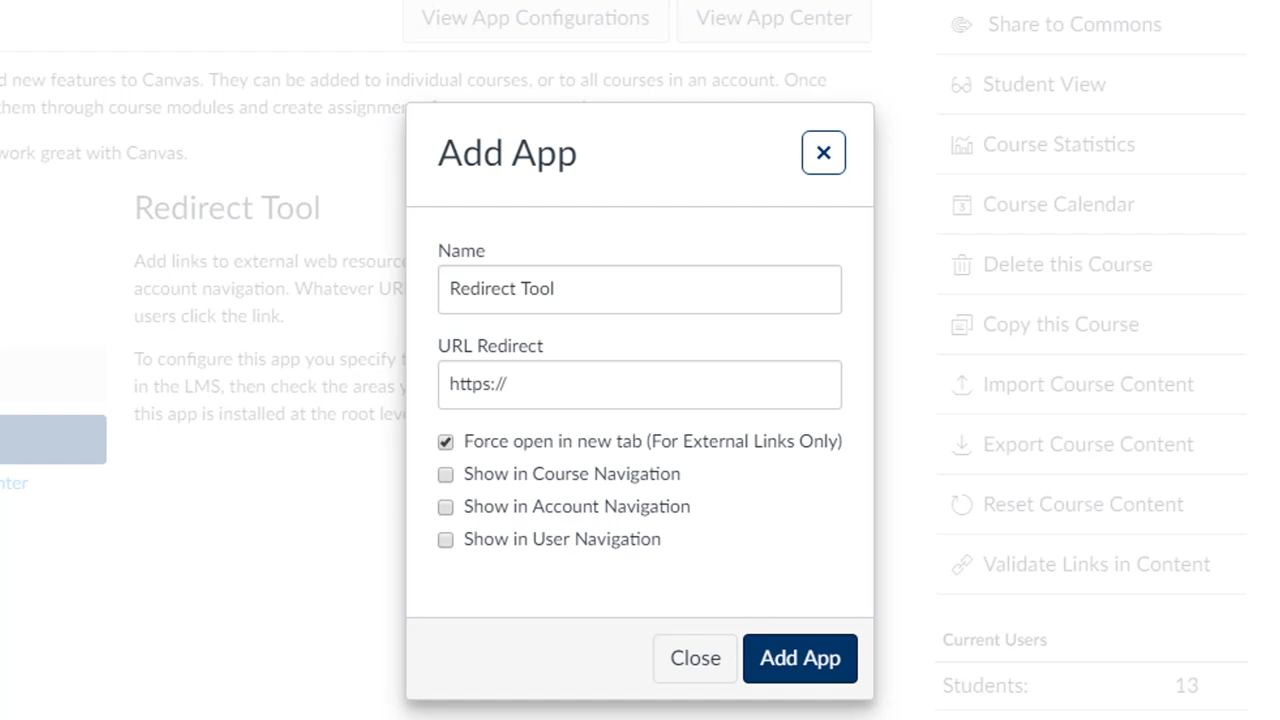 View App Configurations
View App Center
d new features to Canvas. They can be added to individual courses, or to all courses in an account. Once
them through course modules and create assignmen
work great with Canvas.
Redirect Tool
Add links to external web resource
account navigation. Whatever UR
users click the link.
To configure this app you specify t
in the LMS, then check the areas y
this app is installed at the root leve
nter
Add App
Name
Redirect Tool
URL Redirect
https://
Force open in new tab (For External Links Only)
Show in Course Navigation
Show in Account Navigation
Show in User Navigation
Close
Add App
Share to Commons
Student View
Course Statistics
3
Course Calendar
Delete this Course
Copy this Course
Import Course Content
Export Course Content
Reset Course Content
Validate Links in Content
Current Users
Students: 13